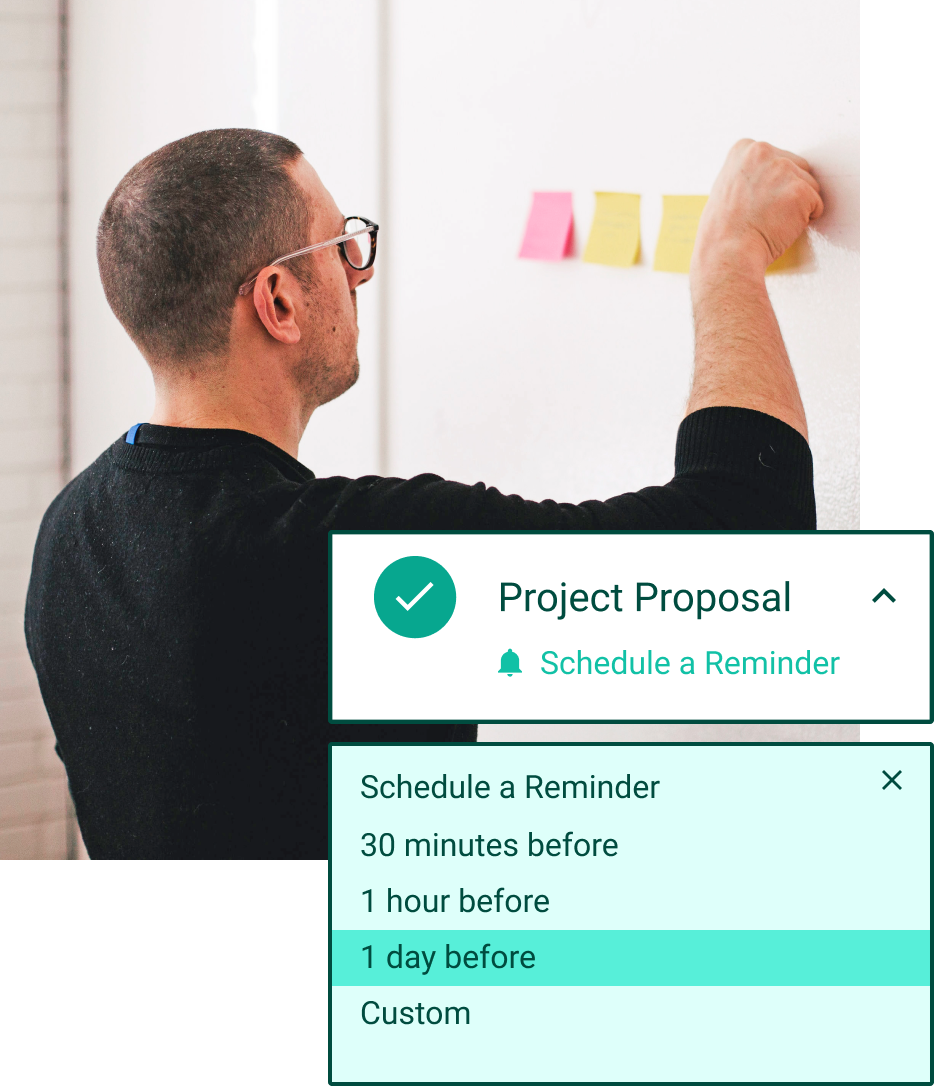 Project Proposal
Schedule a Reminder
Schedule a Reminder
30 minutes before
1 hour before
1 day before
Custom